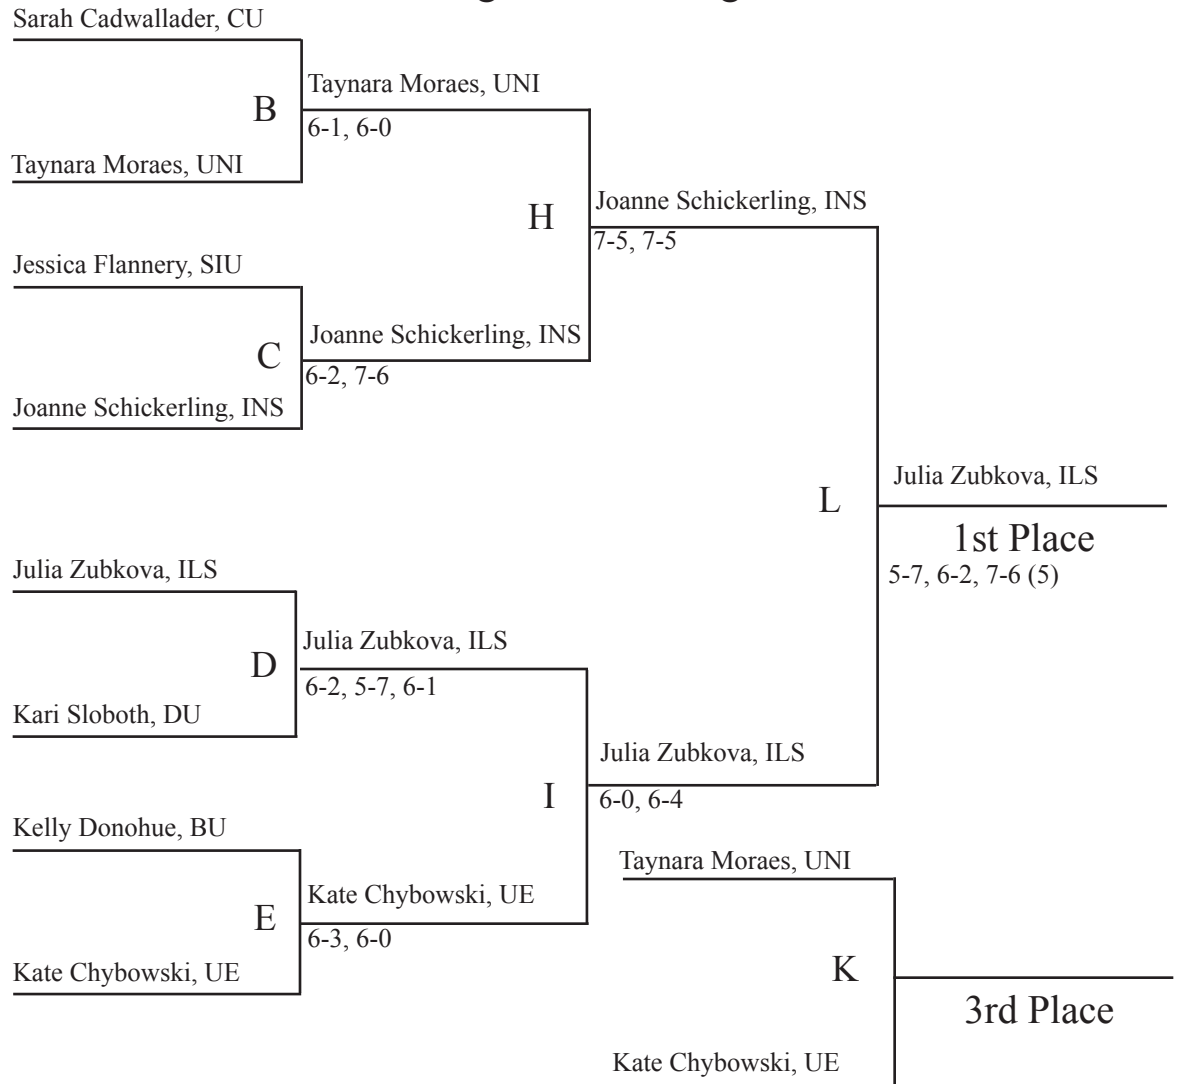 Sarah Cadwallader, CU
Taynara Moraes, UNI
B
6-1, 6-0
Taynara Moraes, UNI
H
Joanne Schickerling, INS
7-5, 7-5
Jessica Flannery, SIU
Joanne Schickerling, INS
C
6-2, 7-6
Joanne Schickerling, INS
Julia Zubkova, ILS
L
1st Place
5-7, 6-2, 7-6 (5)
Julia Zubkova, ILS
Julia Zubkova, ILS
D
6-2, 5-7, 6-1
Kari Sloboth, DU
Julia Zubkova, ILS
I
6-0, 6-4
Kelly Donohue, BU
Kate Chybowski, UE
E
6-3, 6-0
Kate Chybowski, UE
Taynara Moraes, UNI
K
3rd Place
Kate Chybowski, UE